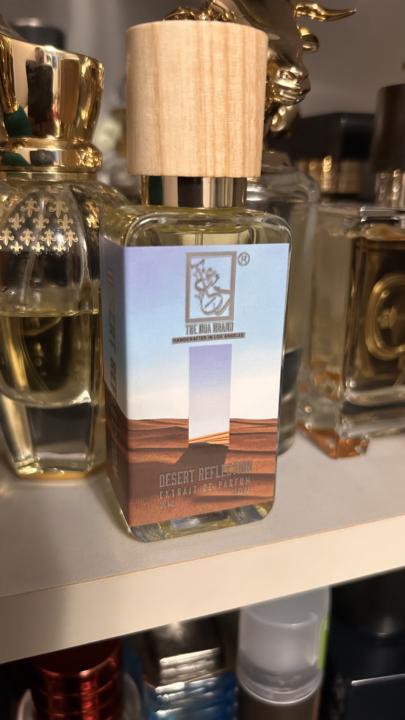 ®
THE DUA BRAND
HANDCRAFTED IN LOS ANGELES
DESERT REFLECTION
EXTRAIT DE PARFUM